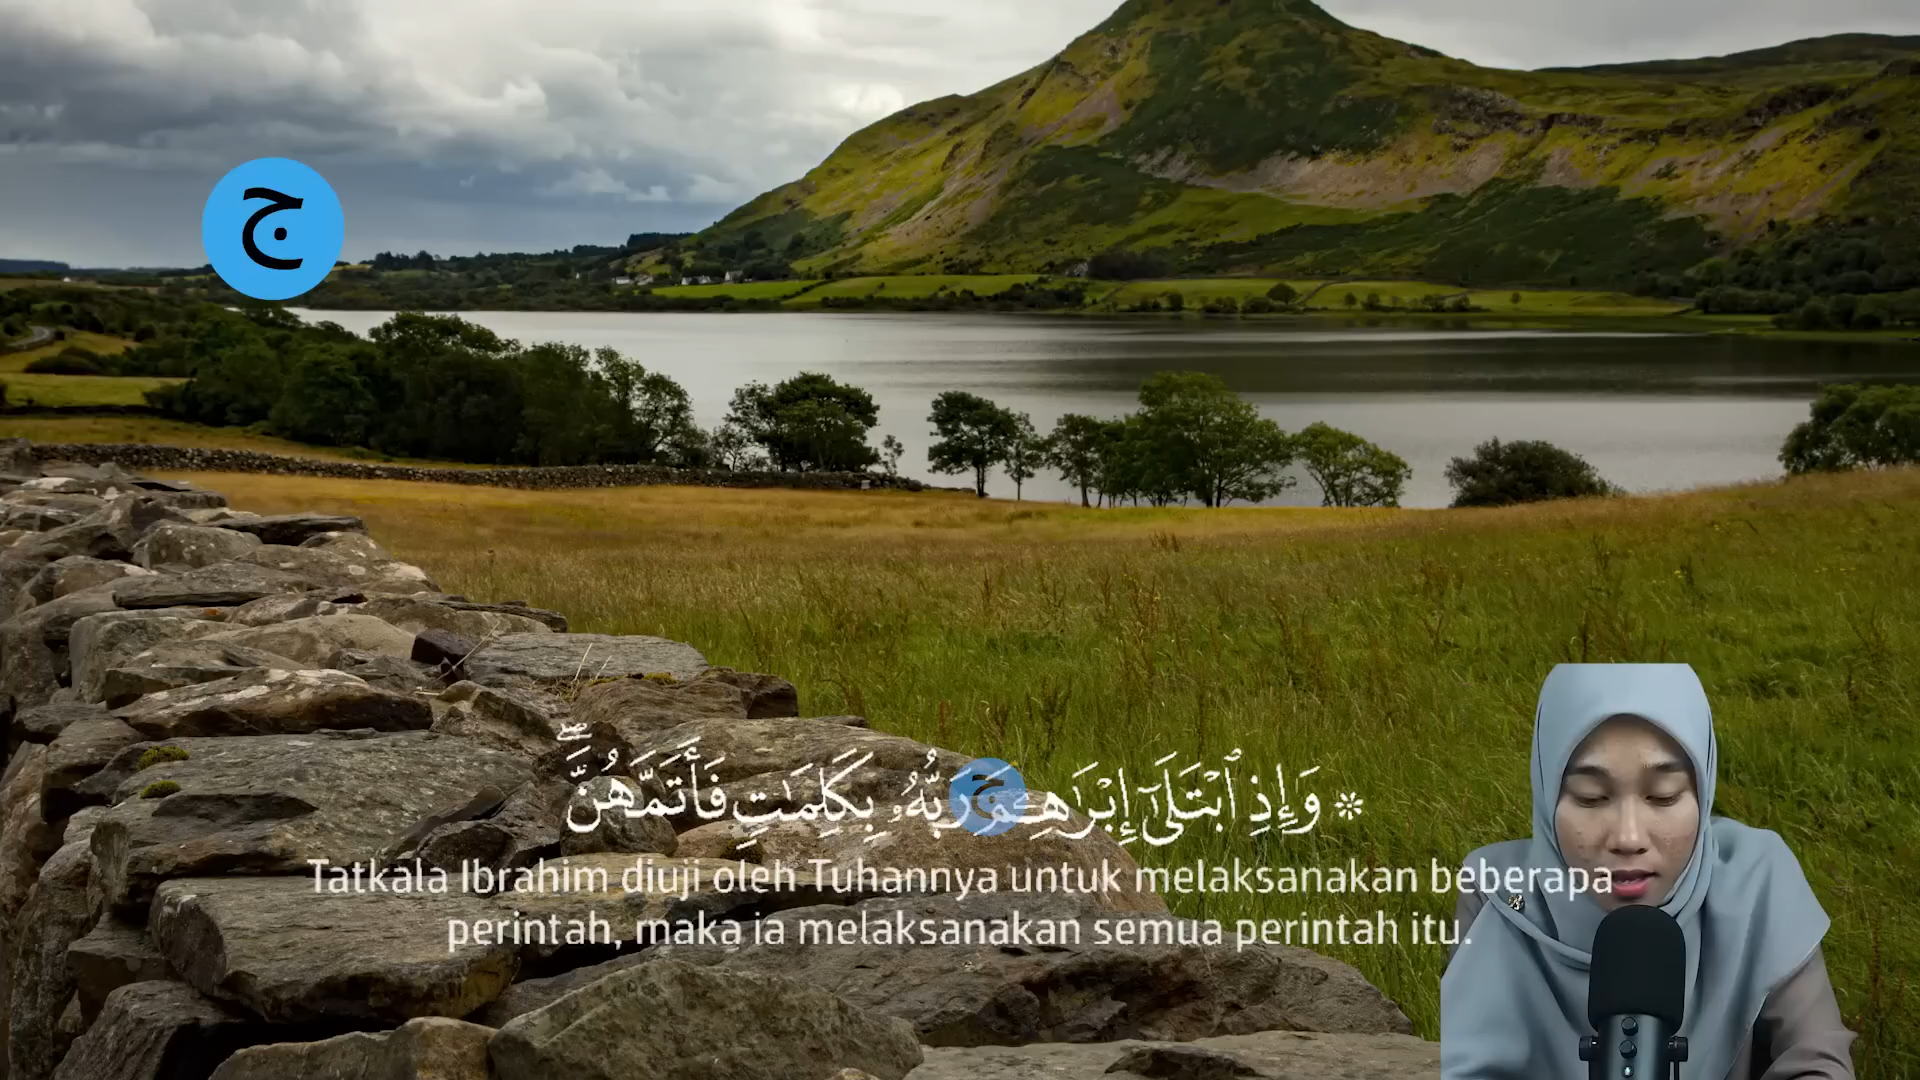 ج
۞ وَإِذِ ٱبْتَلَىٰٓ إِبْرَٰهِـۧمَ رَبُّهُۥ بِكَلِمَٰتٍ فَأَتَمَّهُنَّ ۖ
ج
Tatkala Ibrahim diuji oleh Tuhannya untuk melaksanakan beberapa
perintah, maka ia melaksanakan semua perintah itu.